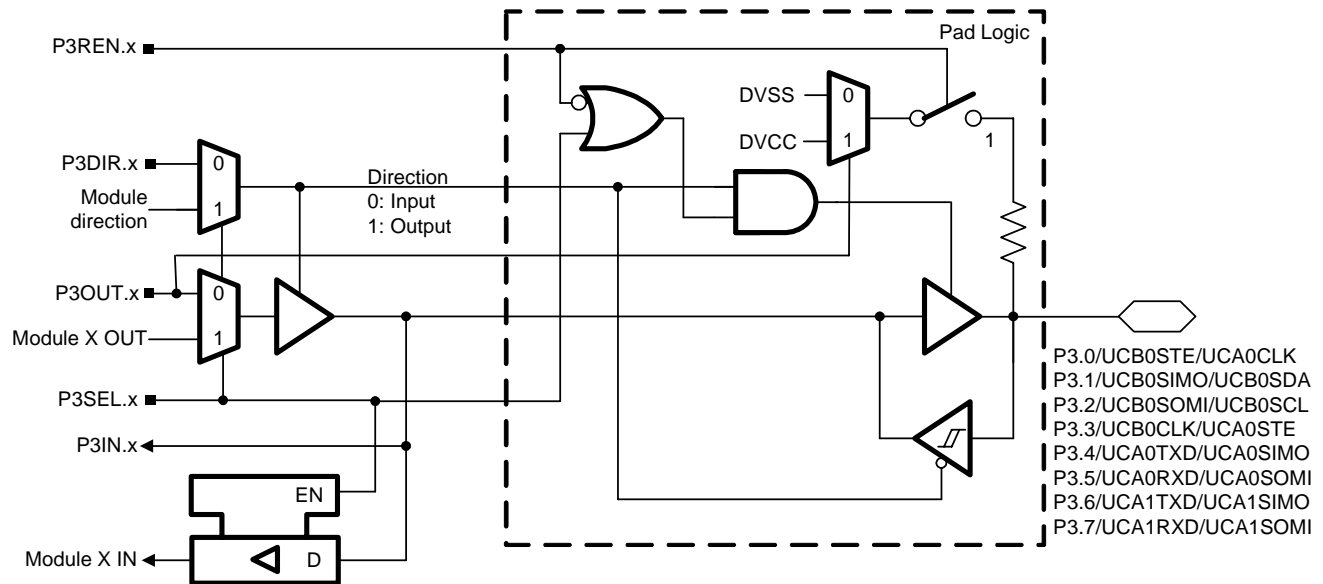 Pad Logic
P3REN.x
DVSS
0
DVCC
1
1
P3DIR.x
0
Module
direction
1
Direction
0: Input
1: Output
P3OUT.x
0
Module X OUT
1
P3SEL.x
P3IN.x
EN
Module X IN
D
P3.0/UCB0STE/UCA0CLK
P3.1/UCB0SIMO/UCB0SDA
P3.2/UCB0SOMI/UCB0SCL
P3.3/UCB0CLK/UCA0STE
P3.4/UCA0TXD/UCA0SIMO
P3.5/UCA0RXD/UCA0SOMI
P3.6/UCA1TXD/UCA1SIMO
P3.7/UCA1RXD/UCA1SOMI